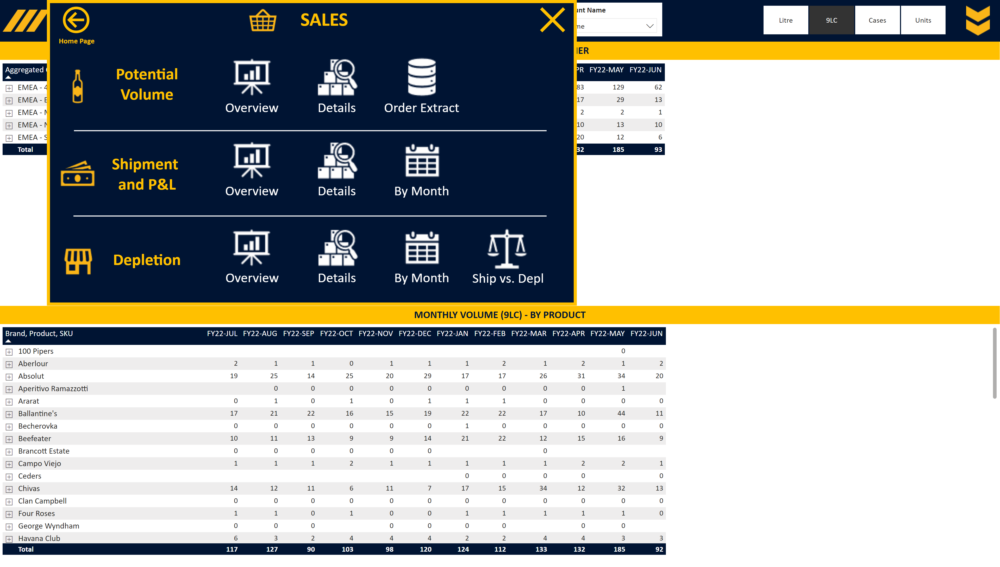 Home Page
SALES
unt Name
me
Litre 9LC Cases Units
Potential
Volume
Overview Details Order Extract
Shipment
and P&L
Overview Details By Month
Depletion
Overview Details By Month Ship vs. Depl
ER
Aggregated
FY22-MAY FY22-JUN
EMEA - 4 83 129 62
EMEA - 17 29 13
EMEA - 2 2 1
EMEA - 10 13 10
EMEA - S 20 12 6
Total 32 185 93
MONTHLY VOLUME (9LC) - BY PRODUCT
Brand, Product, SKU FY22-JUL FY22-AUG FY22-SEP FY22-OCT FY22-NOV FY22-DEC FY22-JAN FY22-FEB FY22-MAR FY22-APR FY22-MAY FY22-JUN
100 Pipers 0
Aberlour 2 1 1 0 1 1 1 2 1 2 1 2
Absolut 19 25 14 25 20 29 17 17 26 31 34 20
Aperitivo Ramazzotti 0 0 0 0 0 0 0 0 0 1
Ararat 0 1 0 1 0 1 1 1 0 0 0 0
Ballantine's 17 21 22 16 15 19 22 22 17 10 44 11
Becherovka 0 0 0 0 0 0 1 0 0 0 0 0
Beefeater 10 11 13 9 9 14 21 22 12 15 16 9
Brancott Estate 0 0 0 0 0 0 0
Campo Viejo 1 1 1 2 1 1 1 1 1 2 2 1
Ceders 0 0 0 0 0
Chivas 14 12 11 6 11 7 17 15 34 12 32 13
Clan Campbell 0 0 0 0 0 0 0 0 0 0 0 0
Four Roses 1 1 0 1 0 0 1 1 1 1 1 0
George Wyndham 0 0 0 0 0 0 0 0 0
Havana Club 6 3 2 4 4 4 2 2 4 4 3 3
Total 117 127 90 103 98 120 124 112 133 132 185 92